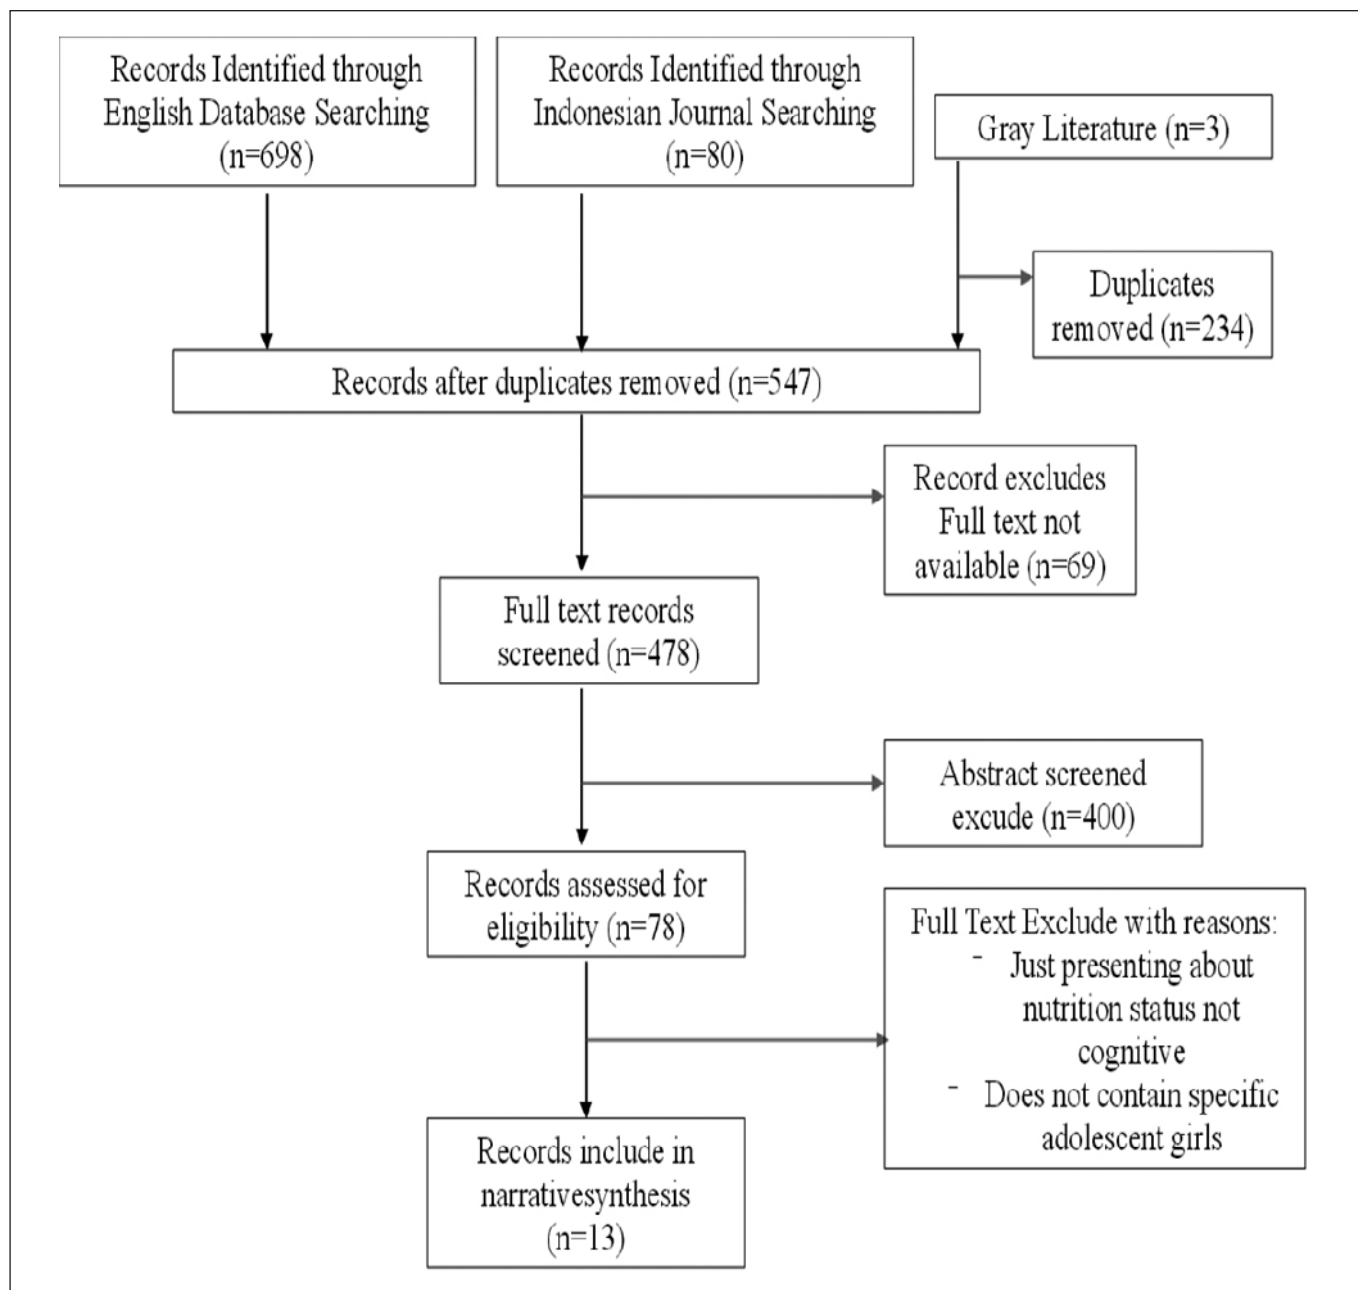 Records Identified through
English Database Searching
(n=698)
Records Identified through
Indonesian Journal Searching
(n=80)
Gray Literature (n=3)
Duplicates
removed (n=234)
Records after duplicates removed (n=547)
Record excludes
Full text not
available (n=69)
Full text records
screened (n=478)
Abstract screened
excude (n=400)
Records assessed for
eligibility (n=78)
Full Text Exclude with reasons:
- Just presenting about
nutrition status not
cognitive
- Does not contain specific
adolescent girls
Records include in
narrativesynthesis
(n=13)